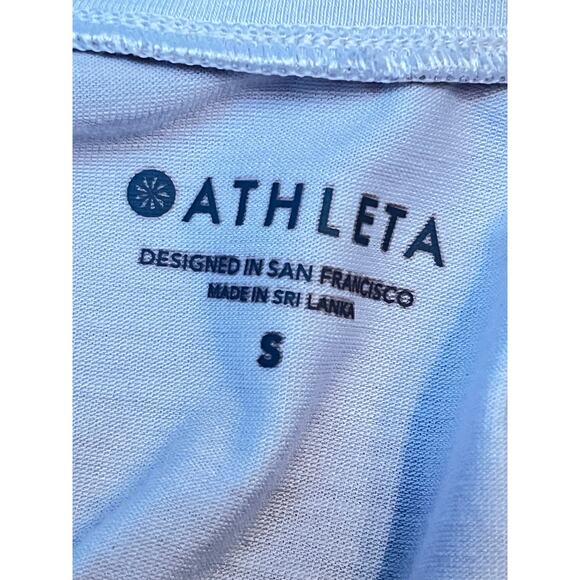 ATHLETA
DESIGNED IN SAN FRANCISCO
MADE IN SRI LANKA
S